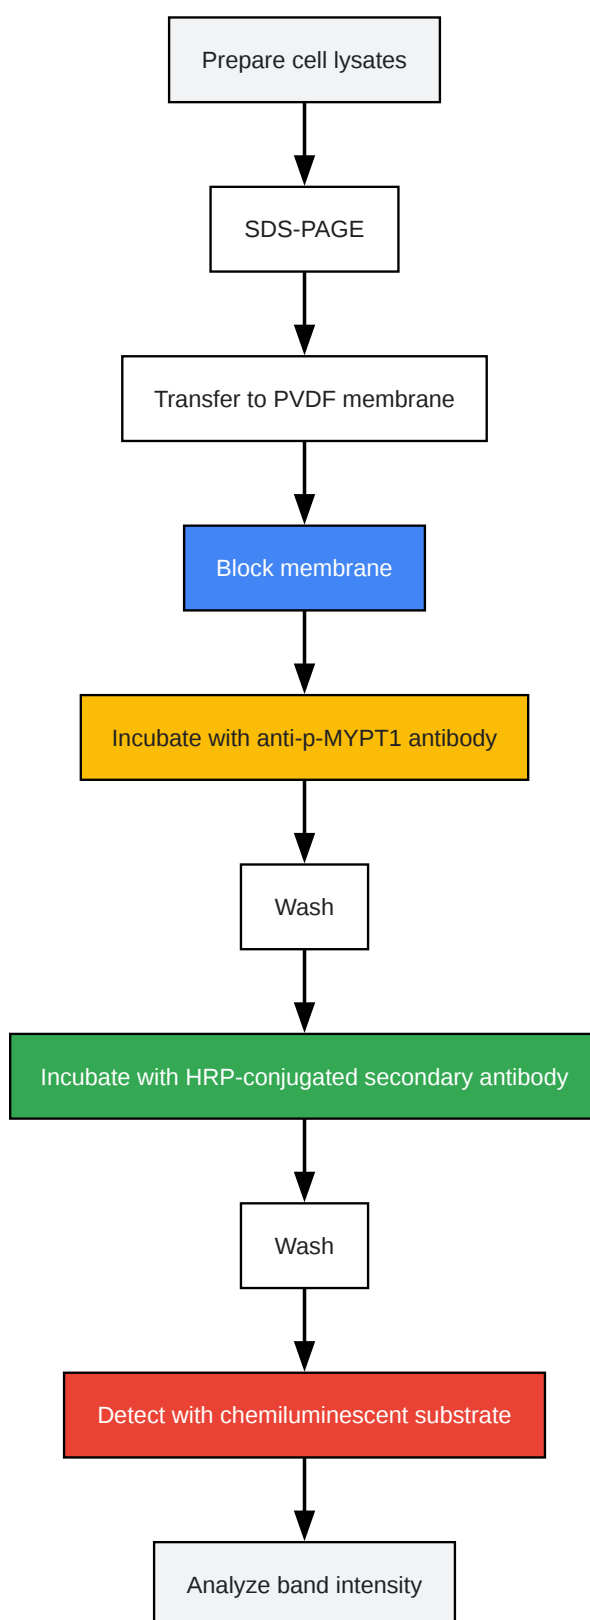 Prepare cell lysates
SDS-PAGE
Transfer to PVDF membrane
Block membrane
Incubate with anti-p-MYPT1 antibody
Wash
Incubate with HRP-conjugated secondary antibody
Wash
Detect with chemiluminescent substrate
Analyze band intensity